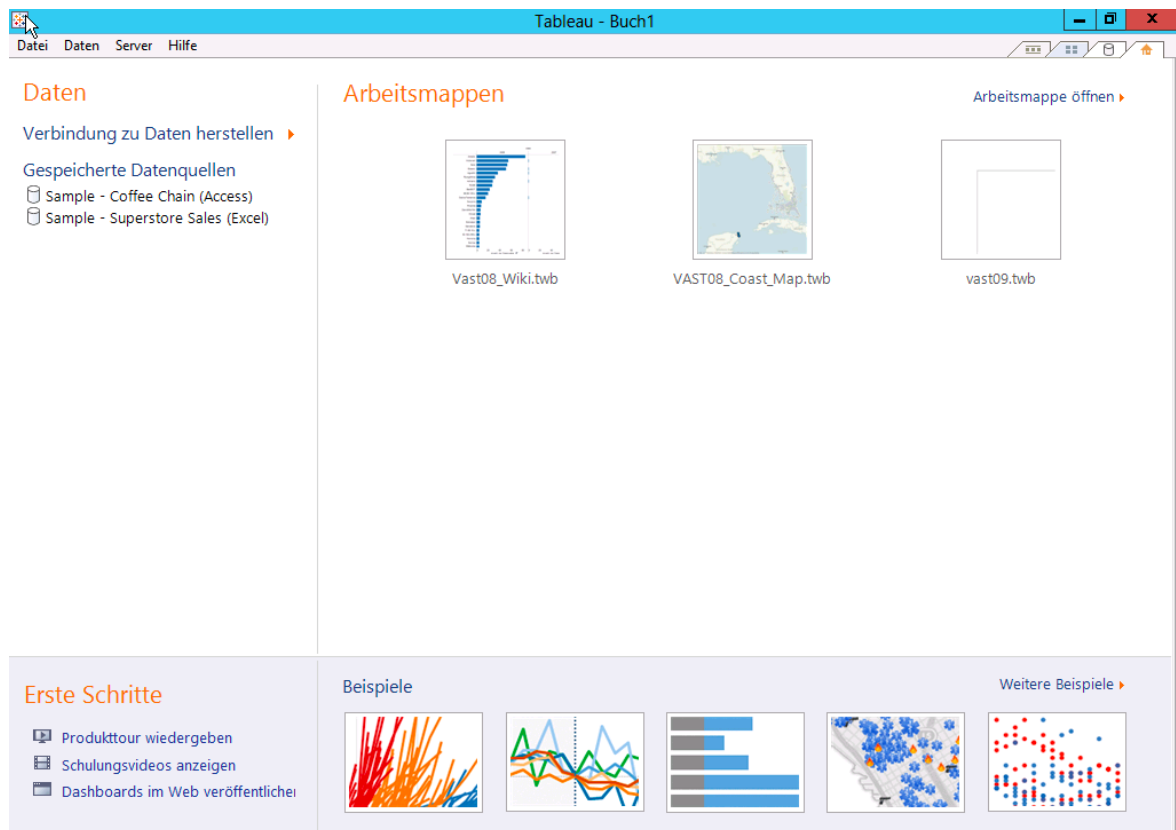 Tableau - Buch1
Datei Daten Server Hilfe
Daten
Verbindung zu Daten herstellen
Gespeicherte Datenquellen
Sample - Coffee Chain (Access)
Sample - Superstore Sales (Excel)
Arbeitsmappen
Arbeitsmappe öffnen
Vast08_Wiki.twb
VAST08_Coast_Map.twb
vast09.twb
Erste Schritte
Produkttour wiedergeben
Schulungsvideos anzeigen
Dashboards im Web veröffentlicher
Beispiele
Weitere Beispiele